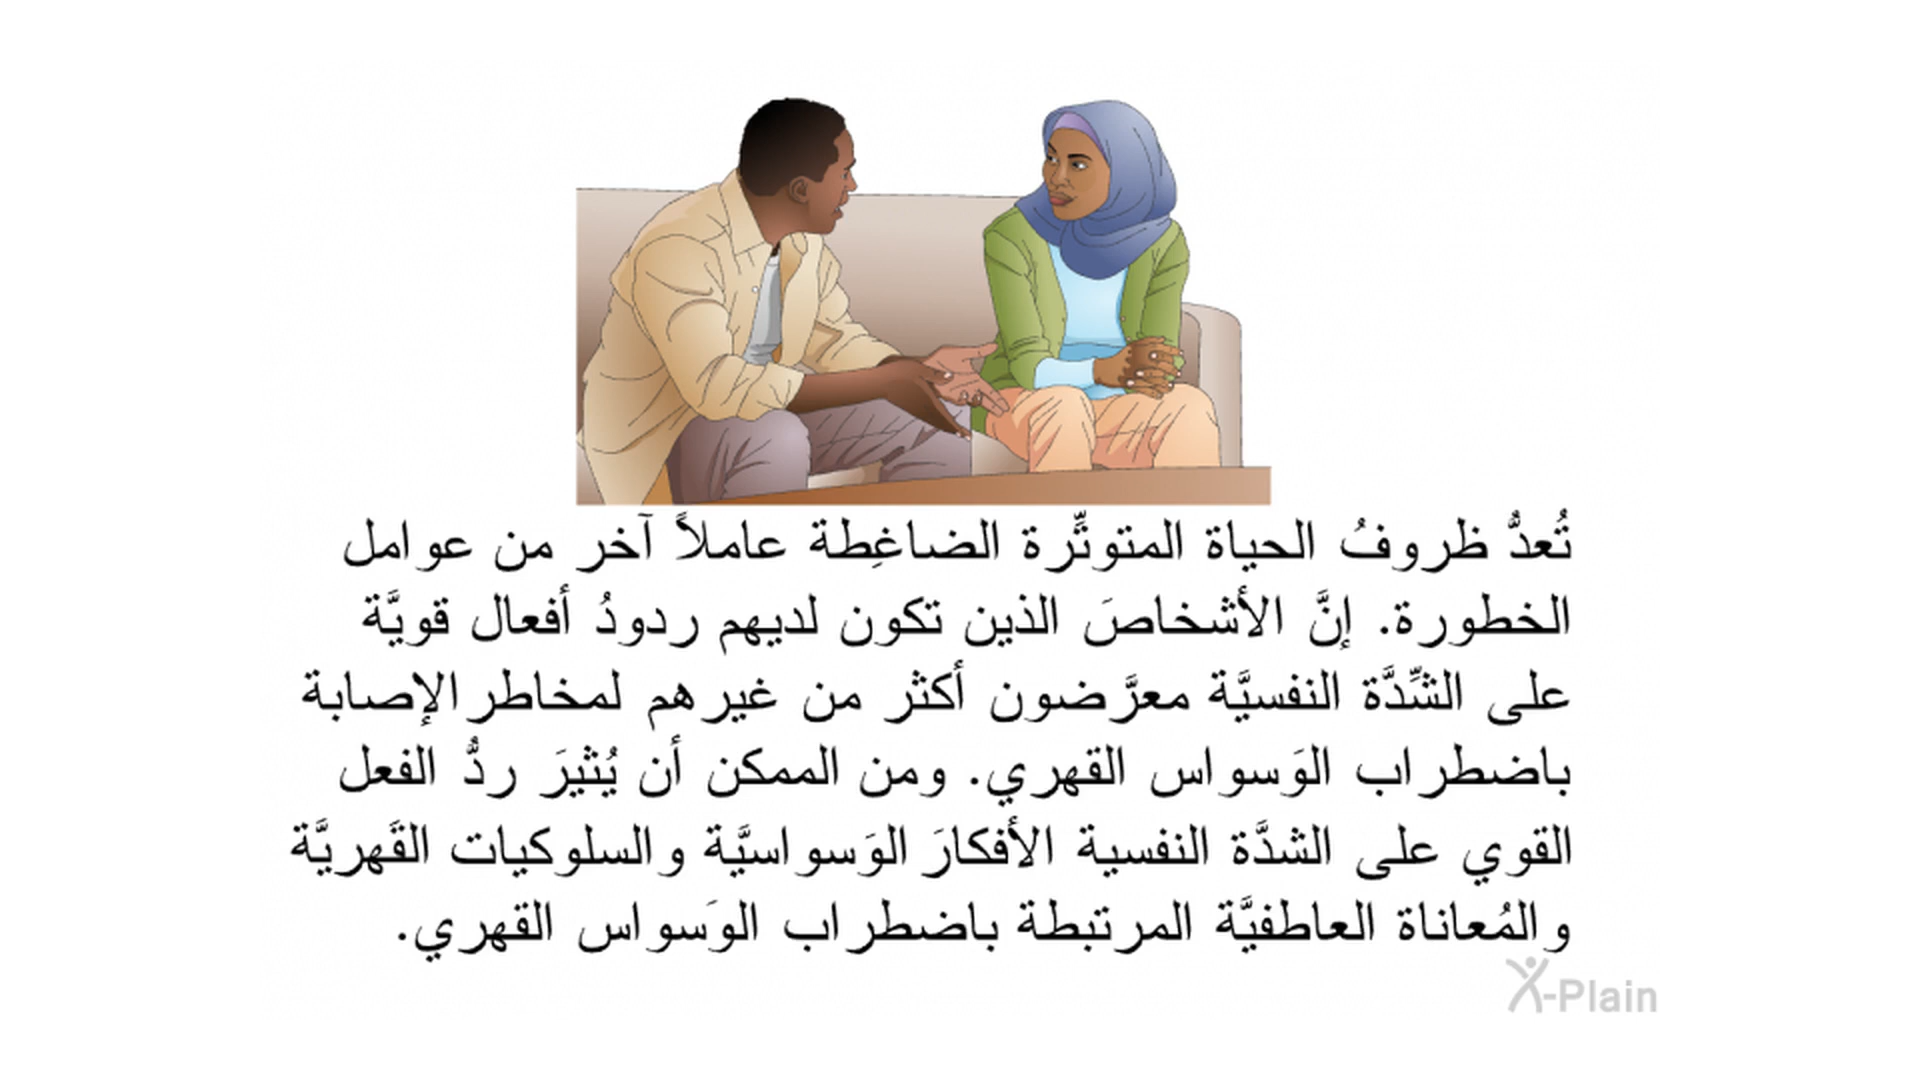 تُعدُّ ظروفُ الحياة المتوتِّرة الضاغِطة عاملاً آخر من عوامل
الخطورة. إنَّ الأشخاصَ الذين تكون لديهم ردودُ أفعال قويَّة
على الشِّدَّة النفسيَّة معرَّضون أكثر من غيرهم لمخاطر الإصابة
باضطراب الوَسواس القهري. ومن الممكن أن يُثيرَ ردُّ الفعل
القوي على الشدَّة النفسية الأفكارَ الوَسواسيَّة والسلوكيات القَهريَّة
والمُعاناة العاطفيَّة المرتبطة باضطراب الوَسواس القهري.
X-Plain